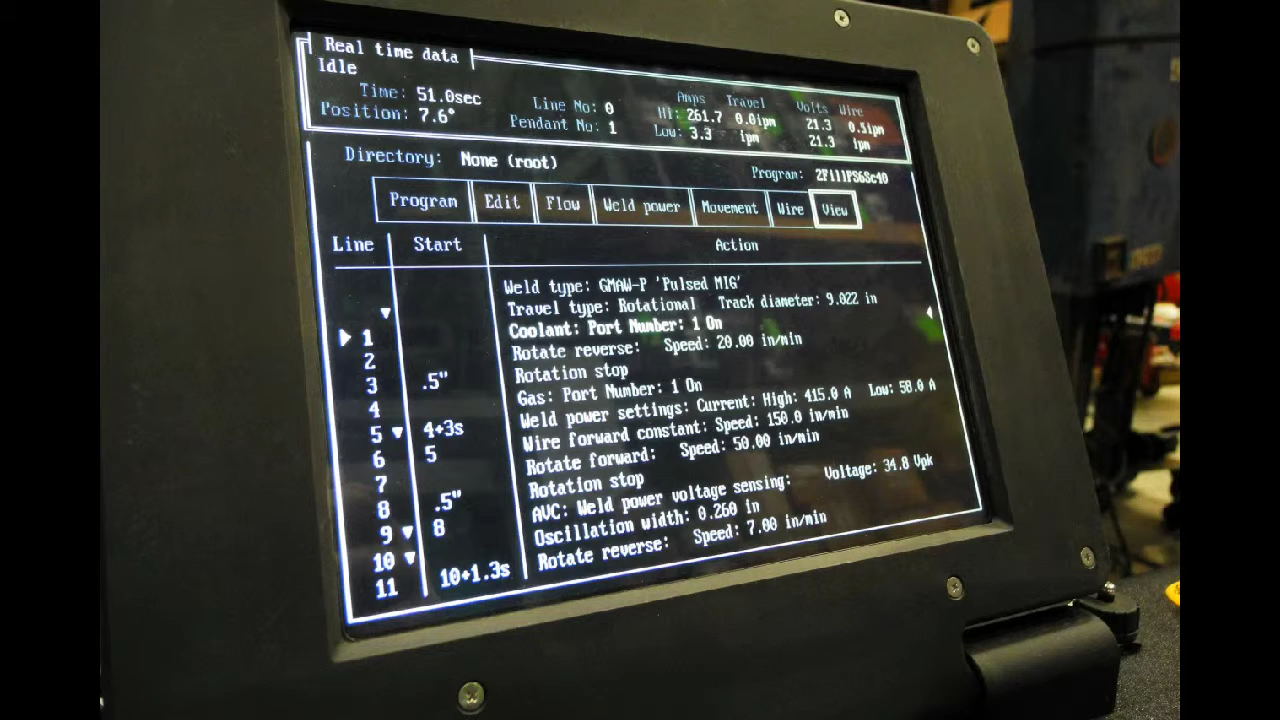 Real time data
Idle
Time: 51.0sec Line No: 0 Amps Travel Volts Wire
Position: 7.6° Pendant No: 1 Hi: 261.7 0.0ipm 21.3 0.5ipm
Low: 3.3 ipm 21.3 ipm
Directory: None (root) Program: 2FillPS6Sc40
Program Edit Flow Weld power Movement Wire View
Line Start Action
Weld type: GMAW-P 'Pulsed MIG'
Travel type: Rotational Track diameter: 9.022 in
1 Coolant: Port Number: 1 On
2 Rotate reverse: Speed: 20.00 in/min
3 .5" Rotation stop
4 Gas: Port Number: 1 On
5 4+3s Weld power settings: Current: High: 415.0 A Low: 50.0 A
6 5 Wire forward constant: Speed: 150.0 in/min
7 Rotate forward: Speed: 50.00 in/min
8 .5" Rotation stop
9 8 AVC: Weld power voltage sensing: Voltage: 34.8 Vpk
10 Oscillation width: 0.260 in
11 10+1.3s Rotate reverse: Speed: 7.00 in/min